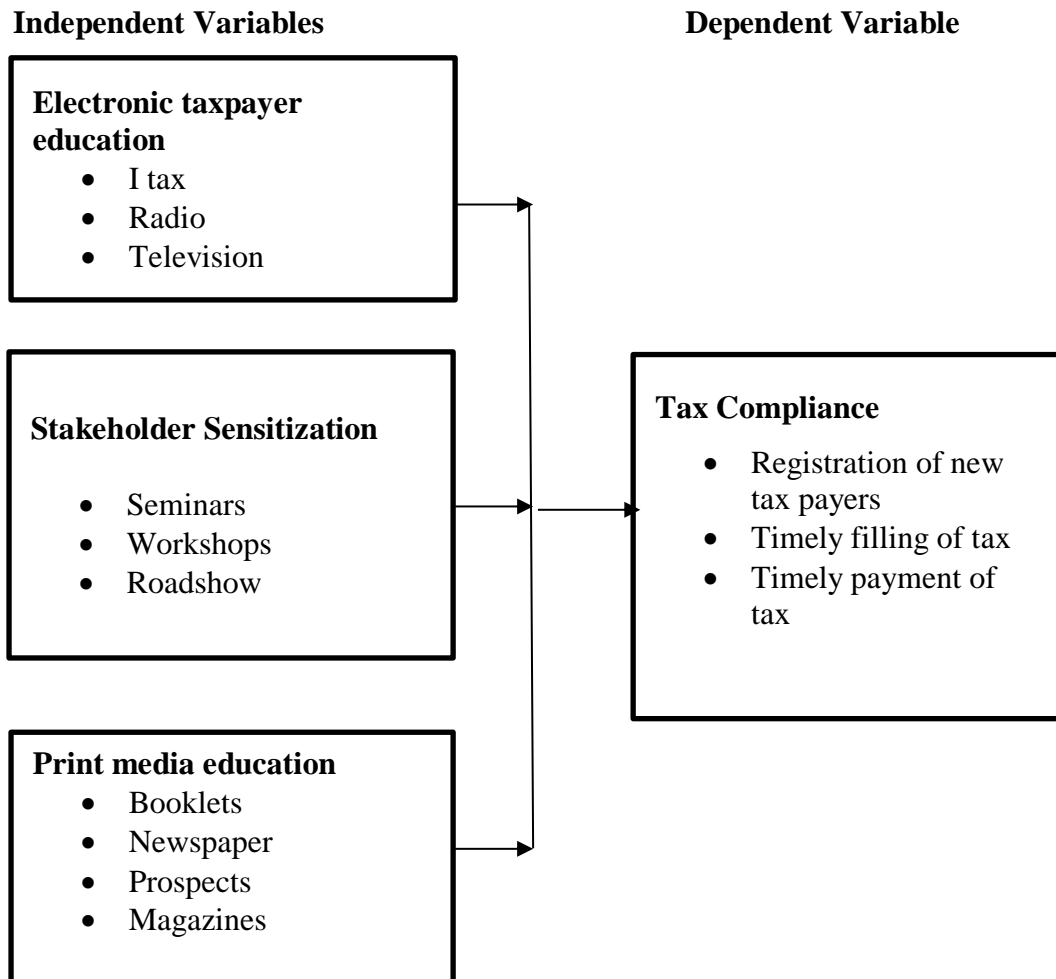 Independent Variables
Dependent Variable
Electronic taxpayer
education
• I tax
• Radio
• Television
Stakeholder Sensitization
• Seminars
• Workshops
• Roadshow
Print media education
• Booklets
• Newspaper
• Prospects
• Magazines
Tax Compliance
• Registration of new
tax payers
• Timely filling of tax
• Timely payment of
tax